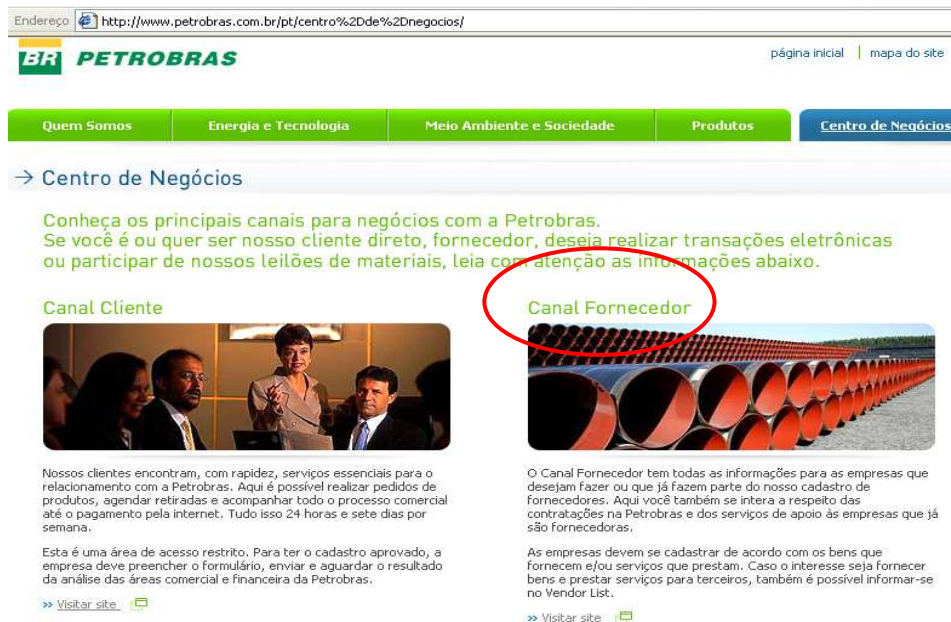 Endereço http://www.petrobras.com.br/pt/centro%2Dde%2Dnegocios/
BR PETROBRAS
página inicial | mapa do site
Quem Somos Energia e Tecnologia Meio Ambiente e Sociedade Produtos Centro de Negócios
→ Centro de Negócios
Conheça os principais canais para negócios com a Petrobras.
Se você é ou quer ser nosso cliente direto, fornecedor, deseja realizar transações eletrônicas
ou participar de nossos leilões de materiais, leia com atenção as informações abaixo.
Canal Cliente
Nossos clientes encontram, com rapidez, serviços essenciais para o
relacionamento com a Petrobras. Aqui é possível realizar pedidos de
produtos, agendar retiradas e acompanhar todo o processo comercial
até o pagamento pela internet. Tudo isso 24 horas e sete dias por
semana.
Esta é uma área de acesso restrito. Para ter o cadastro aprovado, a
empresa deve preencher o formulário, enviar e aguardar o resultado
da análise das áreas comercial e financeira da Petrobras.
» Visitar site
Canal Fornecedor
O Canal Fornecedor tem todas as informações para as empresas que
desejam fazer ou que já fazem parte do nosso cadastro de
fornecedores. Aqui você também se intera a respeito das
contratações na Petrobras e dos serviços de apoio às empresas que já
são fornecedoras.
As empresas devem se cadastrar de acordo com os bens que
fornecem e/ou serviços que prestam. Caso o interesse seja fornecer
bens e prestar serviços para terceiros, também é possível informar-se
no Vendor List.
» Visitar site